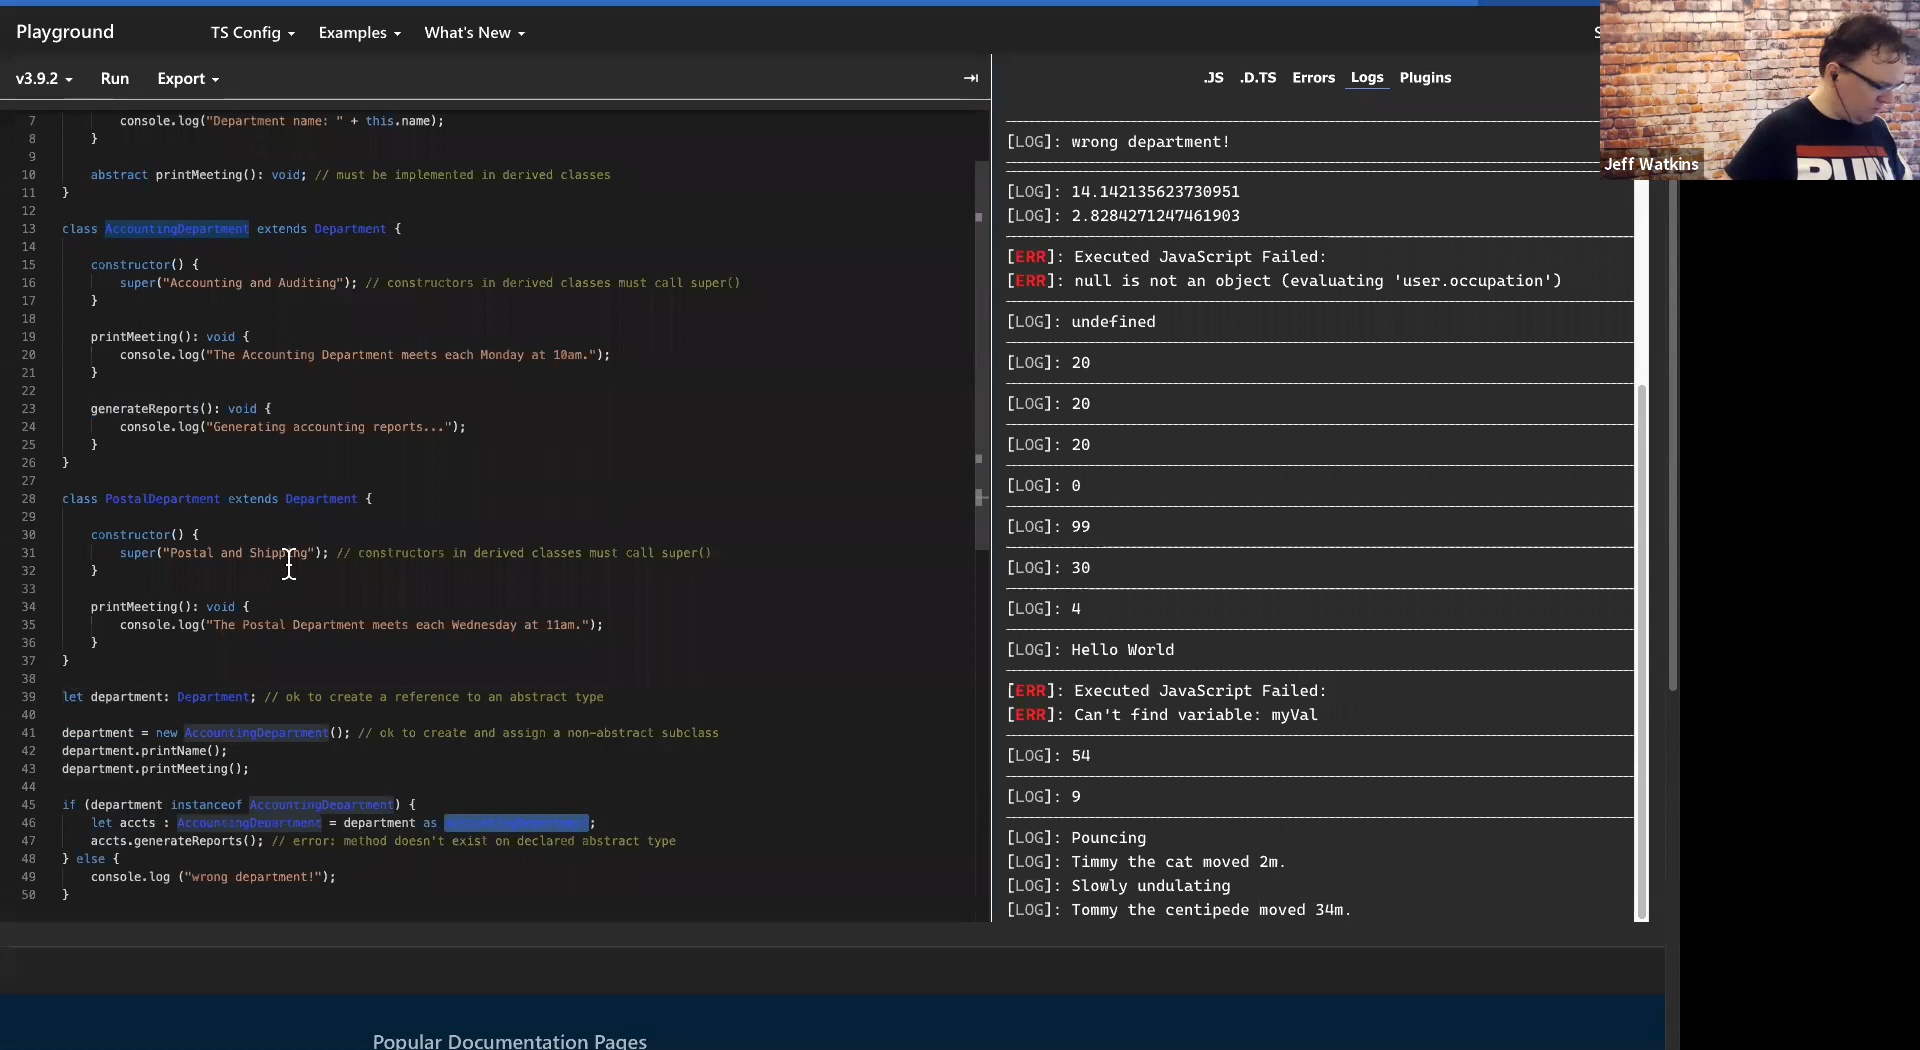 Playground
TS Config
Examples
What's New
v3.9.2
Run
Export
.JS
.D.TS
Errors
Logs
Plugins
Jeff Watkins
RUN
7 console.log("Department name: " + this.name);
8 }
9
10 abstract printMeeting(): void; // must be implemented in derived classes
11 }
12
13 class AccountingDepartment extends Department {
14
15 constructor() {
16 super("Accounting and Auditing"); // constructors in derived classes must call super()
17 }
18
19 printMeeting(): void {
20 console.log("The Accounting Department meets each Monday at 10am.");
21 }
22
23 generateReports(): void {
24 console.log("Generating accounting reports...");
25 }
26 }
27
28 class PostalDepartment extends Department {
29
30 constructor() {
31 super("Postal and Shipping"); // constructors in derived classes must call super()
32 }
33
34 printMeeting(): void {
35 console.log("The Postal Department meets each Wednesday at 11am.");
36 }
37 }
38
39 let department: Department; // ok to create a reference to an abstract type
40
41 department = new AccountingDepartment(); // ok to create and assign a non-abstract subclass
42 department.printName();
43 department.printMeeting();
44
45 if (department instanceof AccountingDepartment) {
46 let accts : AccountingDepartment = department as AccountingDepartment;
47 accts.generateReports(); // error: method doesn't exist on declared abstract type
48 } else {
49 console.log ("wrong department!");
50 }
[LOG]: wrong department!
[LOG]: 14.142135623730951
[LOG]: 2.8284271247461903
[ERR]: Executed JavaScript Failed:
[ERR]: null is not an object (evaluating 'user.occupation')
[LOG]: undefined
[LOG]: 20
[LOG]: 20
[LOG]: 20
[LOG]: 0
[LOG]: 99
[LOG]: 30
[LOG]: 4
[LOG]: Hello World
[ERR]: Executed JavaScript Failed:
[ERR]: Can't find variable: myVal
[LOG]: 54
[LOG]: 9
[LOG]: Pouncing
[LOG]: Timmy the cat moved 2m.
[LOG]: Slowly undulating
[LOG]: Tommy the centipede moved 34m.
Popular Documentation Pages